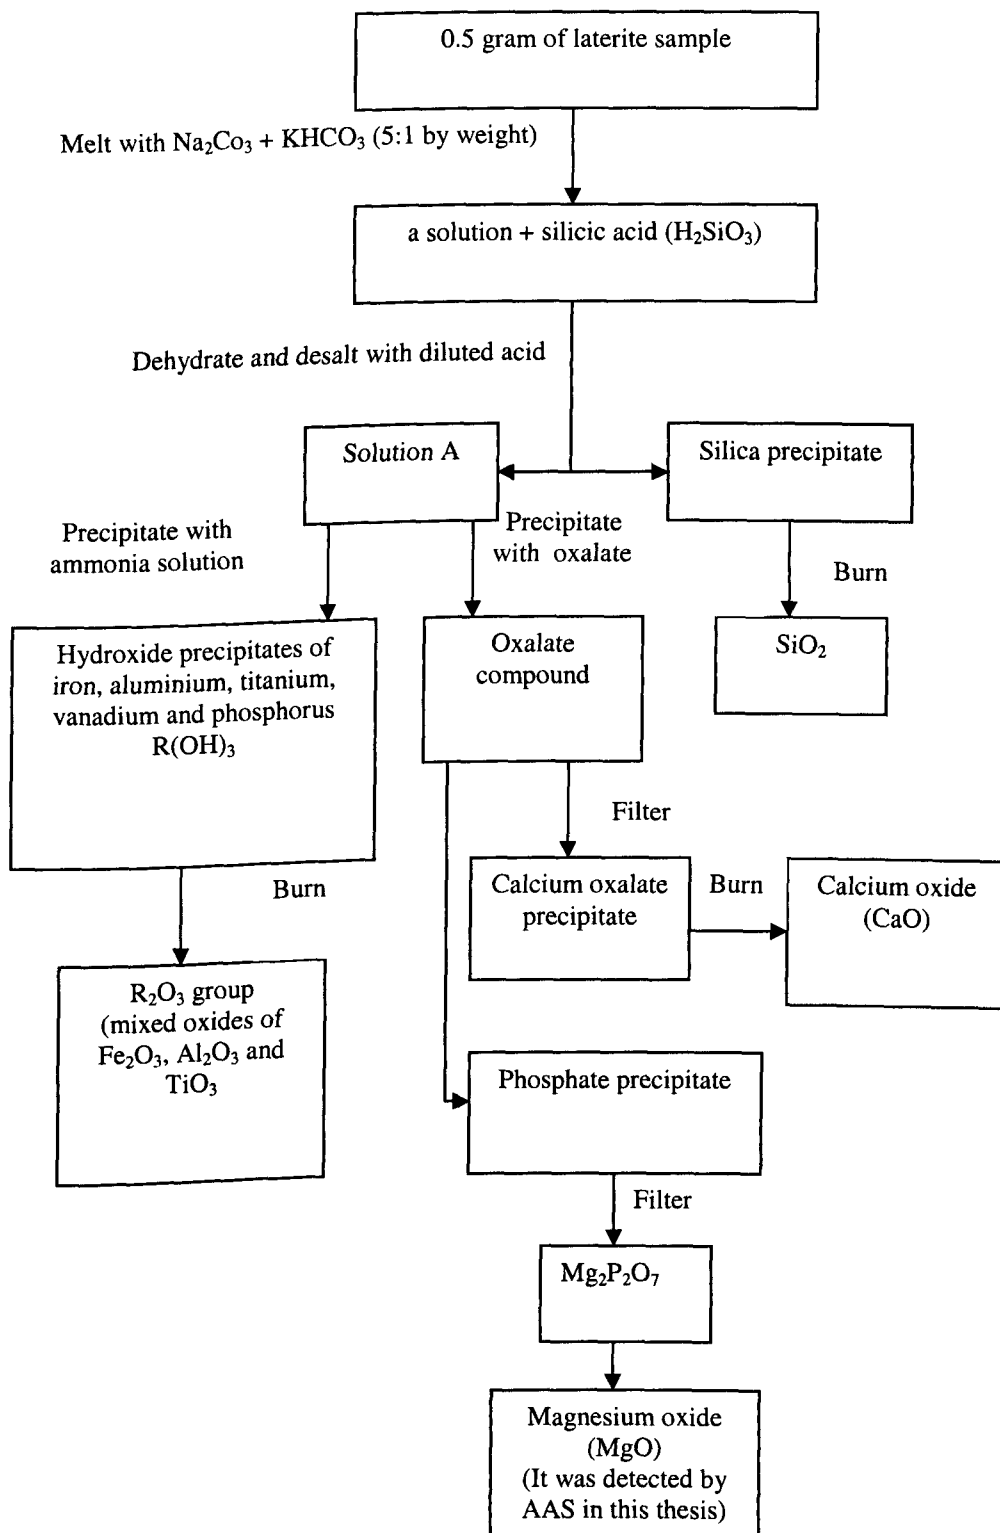 0.5 gram of laterite sample
Melt with Na₂Co₃ + KHCO₃ (5:1 by weight)
a solution + silicic acid (H₂SiO₃)
Dehydrate and desalt with diluted acid
Solution A
Silica precipitate
Precipitate with
ammonia solution
Precipitate
with oxalate
Burn
Hydroxide precipitates of
iron, aluminium, titanium,
vanadium and phosphorus
R(OH)₃
Oxalate
compound
SiO₂
Filter
Burn
Calcium oxalate
precipitate
Burn
Calcium oxide
(CaO)
R₂O₃ group
(mixed oxides of
Fe₂O₃, Al₂O₃ and
TiO₃
Phosphate precipitate
Filter
Mg₂P₂O₇
Magnesium oxide
(MgO)
(It was detected by
AAS in this thesis)